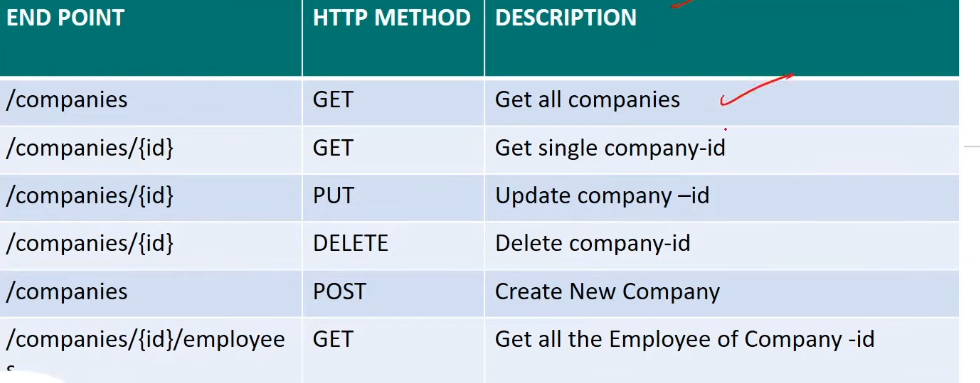 END POINT HTTP METHOD DESCRIPTION
/companies GET Get all companies
/companies/{id} GET Get single company-id
/companies/{id} PUT Update company –id
/companies/{id} DELETE Delete company-id
/companies POST Create New Company
/companies/{id}/employee GET Get all the Employee of Company -id
s